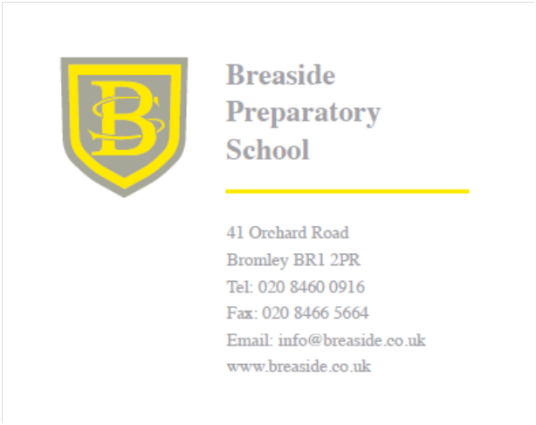 B
S
Breaside
Preparatory
School
41 Orchard Road
Bromley BR1 2PR
Tel: 020 8460 0916
Fax: 020 8466 5664
Email: info@breaside.co.uk
www.breaside.co.uk